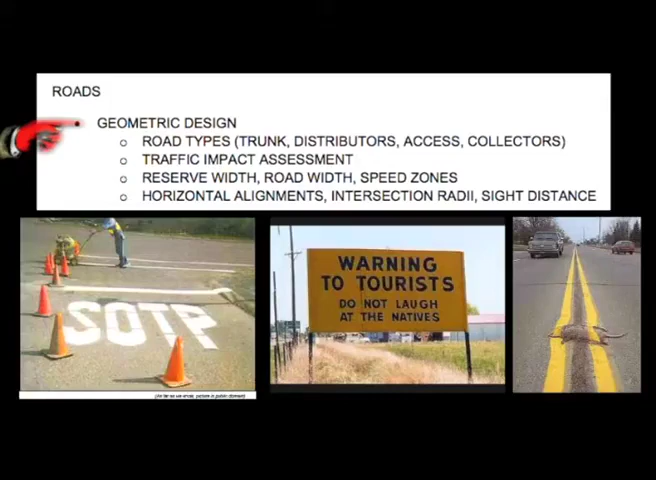 ROADS
GEOMETRIC DESIGN
o ROAD TYPES (TRUNK, DISTRIBUTORS, ACCESS, COLLECTORS)
o TRAFFIC IMPACT ASSESSMENT
o RESERVE WIDTH, ROAD WIDTH, SPEED ZONES
o HORIZONTAL ALIGNMENTS, INTERSECTION RADII, SIGHT DISTANCE
SOTP
WARNING
TO TOURISTS
DO NOT LAUGH
AT THE NATIVES